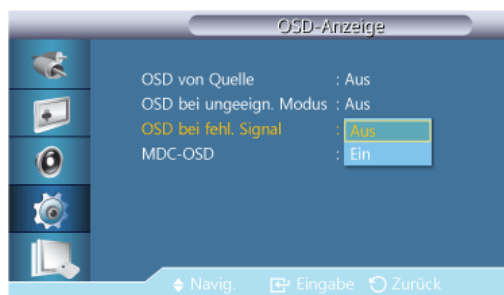 OSD-Anzeige
OSD von Quelle : Aus
OSD bei ungeeign. Modus : Aus
OSD bei fehl. Signal : Aus
MDC-OSD : Ein
Navig. Eingabe Zurück